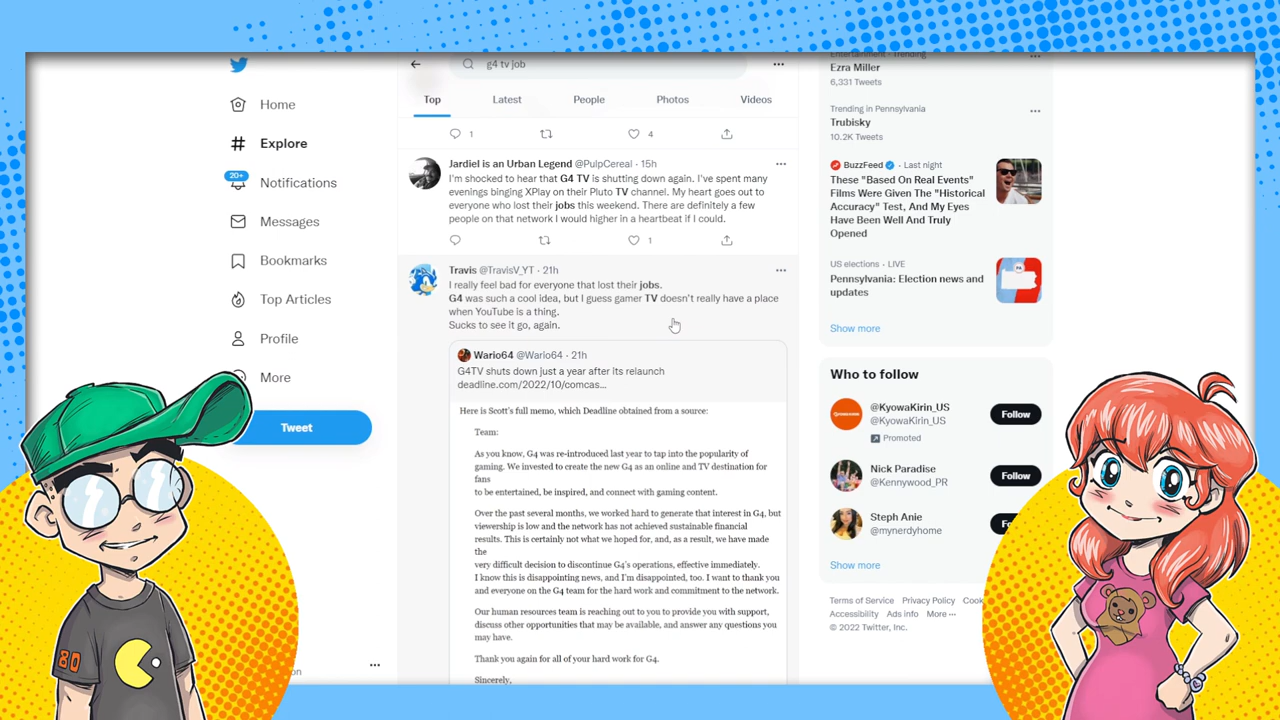 g4 tv job
Top
Latest
People
Photos
Videos
Home
Explore
20+
Notifications
Messages
Bookmarks
Top Articles
Profile
More
Tweet
1
4
Jardiel is an Urban Legend @PulpCereal · 15h
I'm shocked to hear that G4 TV is shutting down again. I've spent many
evenings binging XPlay on their Pluto TV channel. My heart goes out to
everyone who lost their jobs this weekend. There are definitely a few
people on that network I would higher in a heartbeat if I could.
1
Travis @TravisV_YT · 21h
I really feel bad for everyone that lost their jobs.
G4 was such a cool idea, but I guess gamer TV doesn't really have a place
when YouTube is a thing.
Sucks to see it go, again.
Wario64 @Wario64 · 21h
G4TV shuts down just a year after its relaunch
deadline.com/2022/10/comcas...
Here is Scott's full memo, which Deadline obtained from a source:
Team:
As you know, G4 was re-introduced last year to tap into the popularity of
gaming. We invested to create the new G4 as an online and TV destination for
fans
to be entertained, be inspired, and connect with gaming content.
Over the past several months, we worked hard to generate that interest in G4, but
viewership is low and the network has not achieved sustainable financial
results. This is certainly not what we hoped for, and, as a result, we have made
the
very difficult decision to discontinue G4's operations, effective immediately.
I know this is disappointing news, and I'm disappointed, too. I want to thank you
and everyone on the G4 team for the hard work and commitment to the network.
Our human resources team is reaching out to you to provide you with support,
discuss other opportunities that may be available, and answer any questions you
may have.
Thank you again for all of your hard work for G4.
Sincerely,
Entertainment · Trending
Ezra Miller
6,331 Tweets
Trending in Pennsylvania
Trubisky
10.2K Tweets
BuzzFeed · Last night
These "Based On Real Events"
Films Were Given The "Historical
Accuracy" Test, And My Eyes
Have Been Well And Truly
Opened
US elections · LIVE
Pennsylvania: Election news and
updates
Show more
Who to follow
@KyowaKirin_US
@KyowaKirin_US
Promoted
Follow
Nick Paradise
@Kennywood_PR
Follow
Steph Anie
@mynerdyhome
Fo
Show more
Terms of Service Privacy Policy Cook
Accessibility Ads info More ···
© 2022 Twitter, Inc.
80